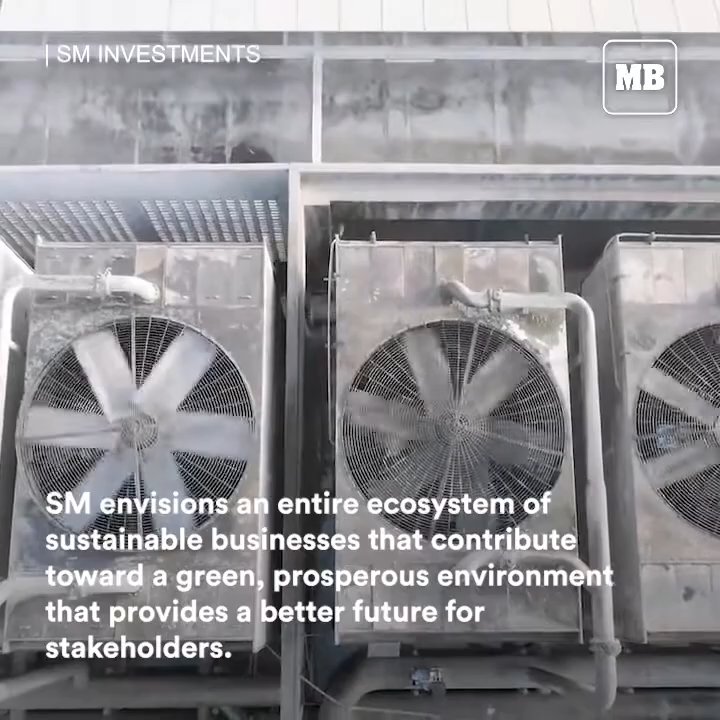 | SM INVESTMENTS
MB
SM envisions an entire ecosystem of
sustainable businesses that contribute
toward a green, prosperous environment
that provides a better future for
stakeholders.